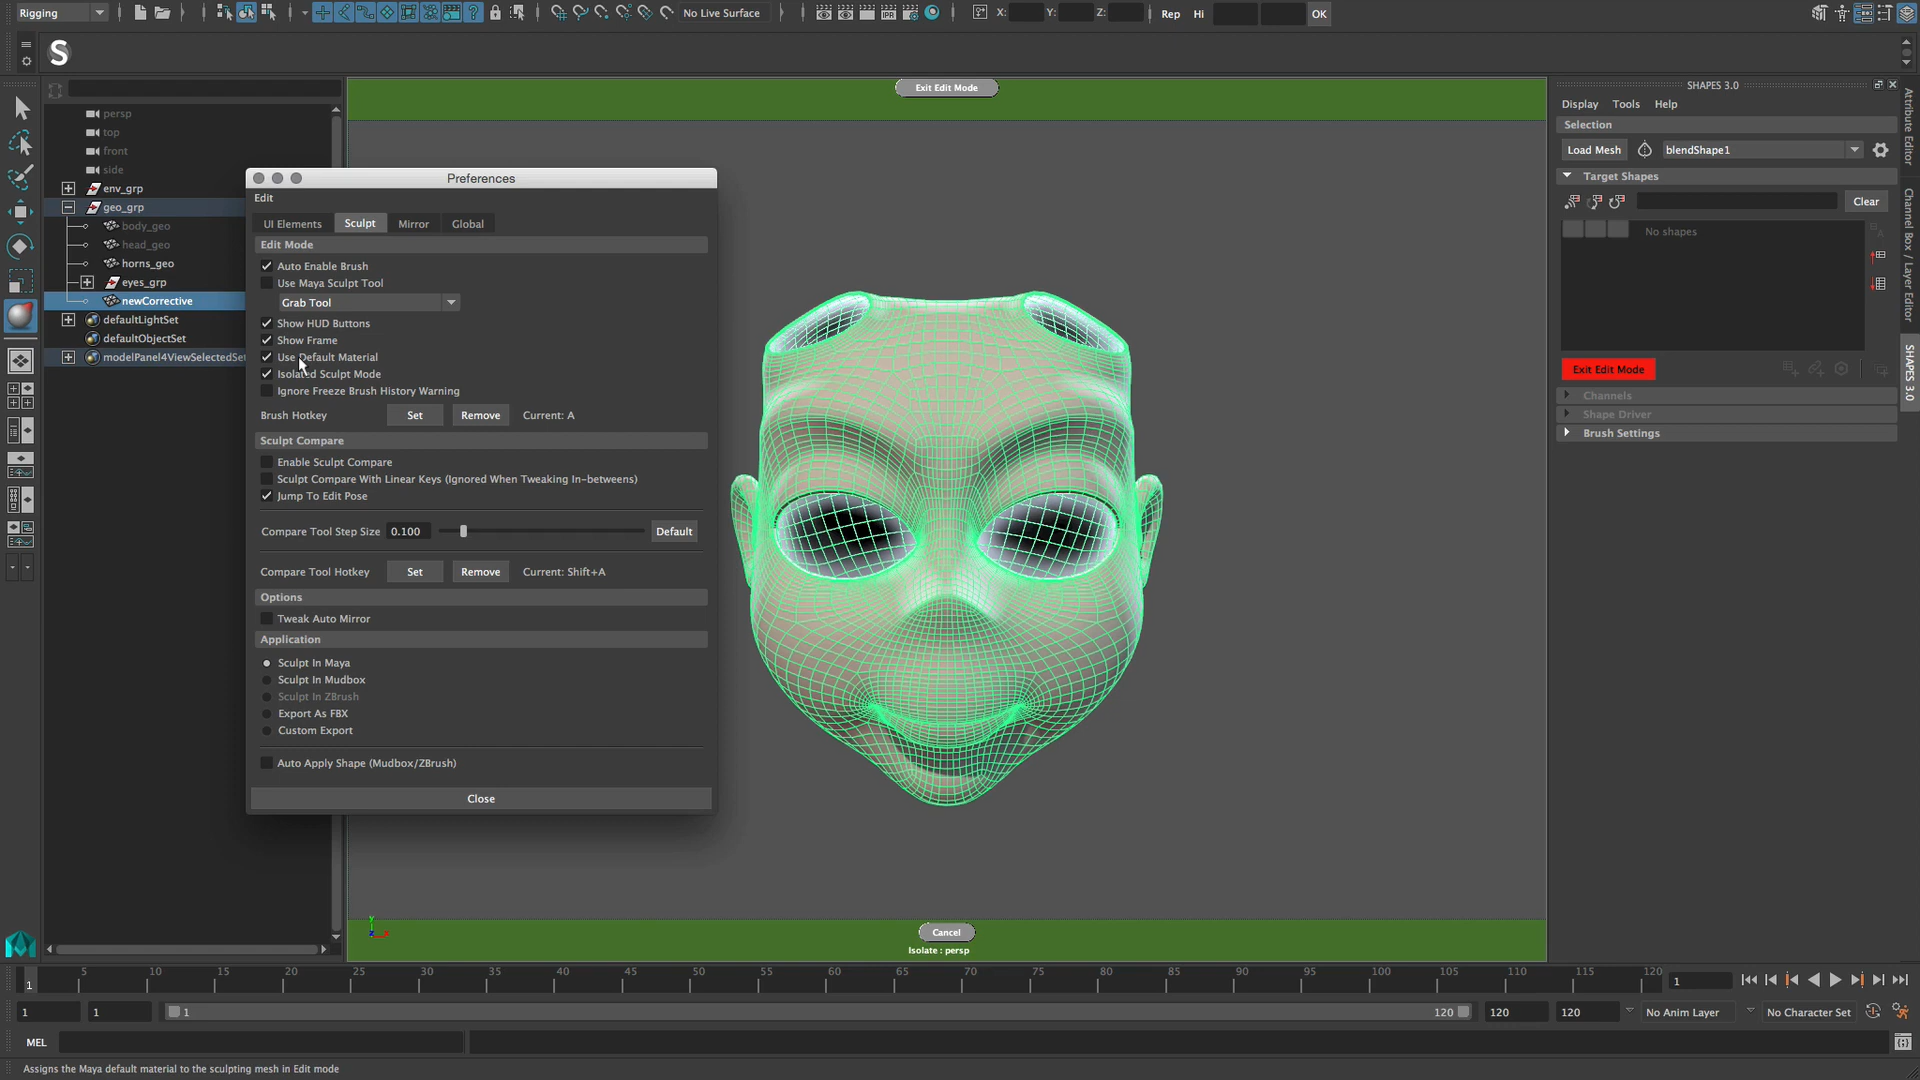 Rigging
No Live Surface
X:
Y:
Z:
Rep
Hi
OK
S
Exit Edit Mode
SHAPES 3.0
Display Tools Help
Selection
Load Mesh
blendShape1
Target Shapes
Clear
No shapes
Exit Edit Mode
Channels
Shape Driver
Brush Settings
Attribute Editor
Channel Box / Layer Editor
SHAPES 3.0
persp
top
front
side
env_grp
geo_grp
body_geo
head_geo
horns_geo
eyes_grp
newCorrective
defaultLightSet
defaultObjectSet
modelPanel4ViewSelectedSet
Preferences
Edit
UI Elements Sculpt Mirror Global
Edit Mode
Auto Enable Brush
Use Maya Sculpt Tool
Grab Tool
Show HUD Buttons
Show Frame
Use Default Material
Isolated Sculpt Mode
Ignore Freeze Brush History Warning
Brush Hotkey Set Remove Current: A
Sculpt Compare
Enable Sculpt Compare
Sculpt Compare With Linear Keys (Ignored When Tweaking In-betweens)
Jump To Edit Pose
Compare Tool Step Size 0.100 Default
Compare Tool Hotkey Set Remove Current: Shift+A
Options
Tweak Auto Mirror
Application
Sculpt In Maya
Sculpt In Mudbox
Sculpt In ZBrush
Export As FBX
Custom Export
Auto Apply Shape (Mudbox/ZBrush)
Close
Y
Cancel
Isolate : persp
5 10 15 20 25 30 35 40 45 50 55 60 65 70 75 80 85 90 95 100 105 110 115 120
1
1
1 1 1 120 120 120 No Anim Layer No Character Set
MEL
Assigns the Maya default material to the sculpting mesh in Edit mode